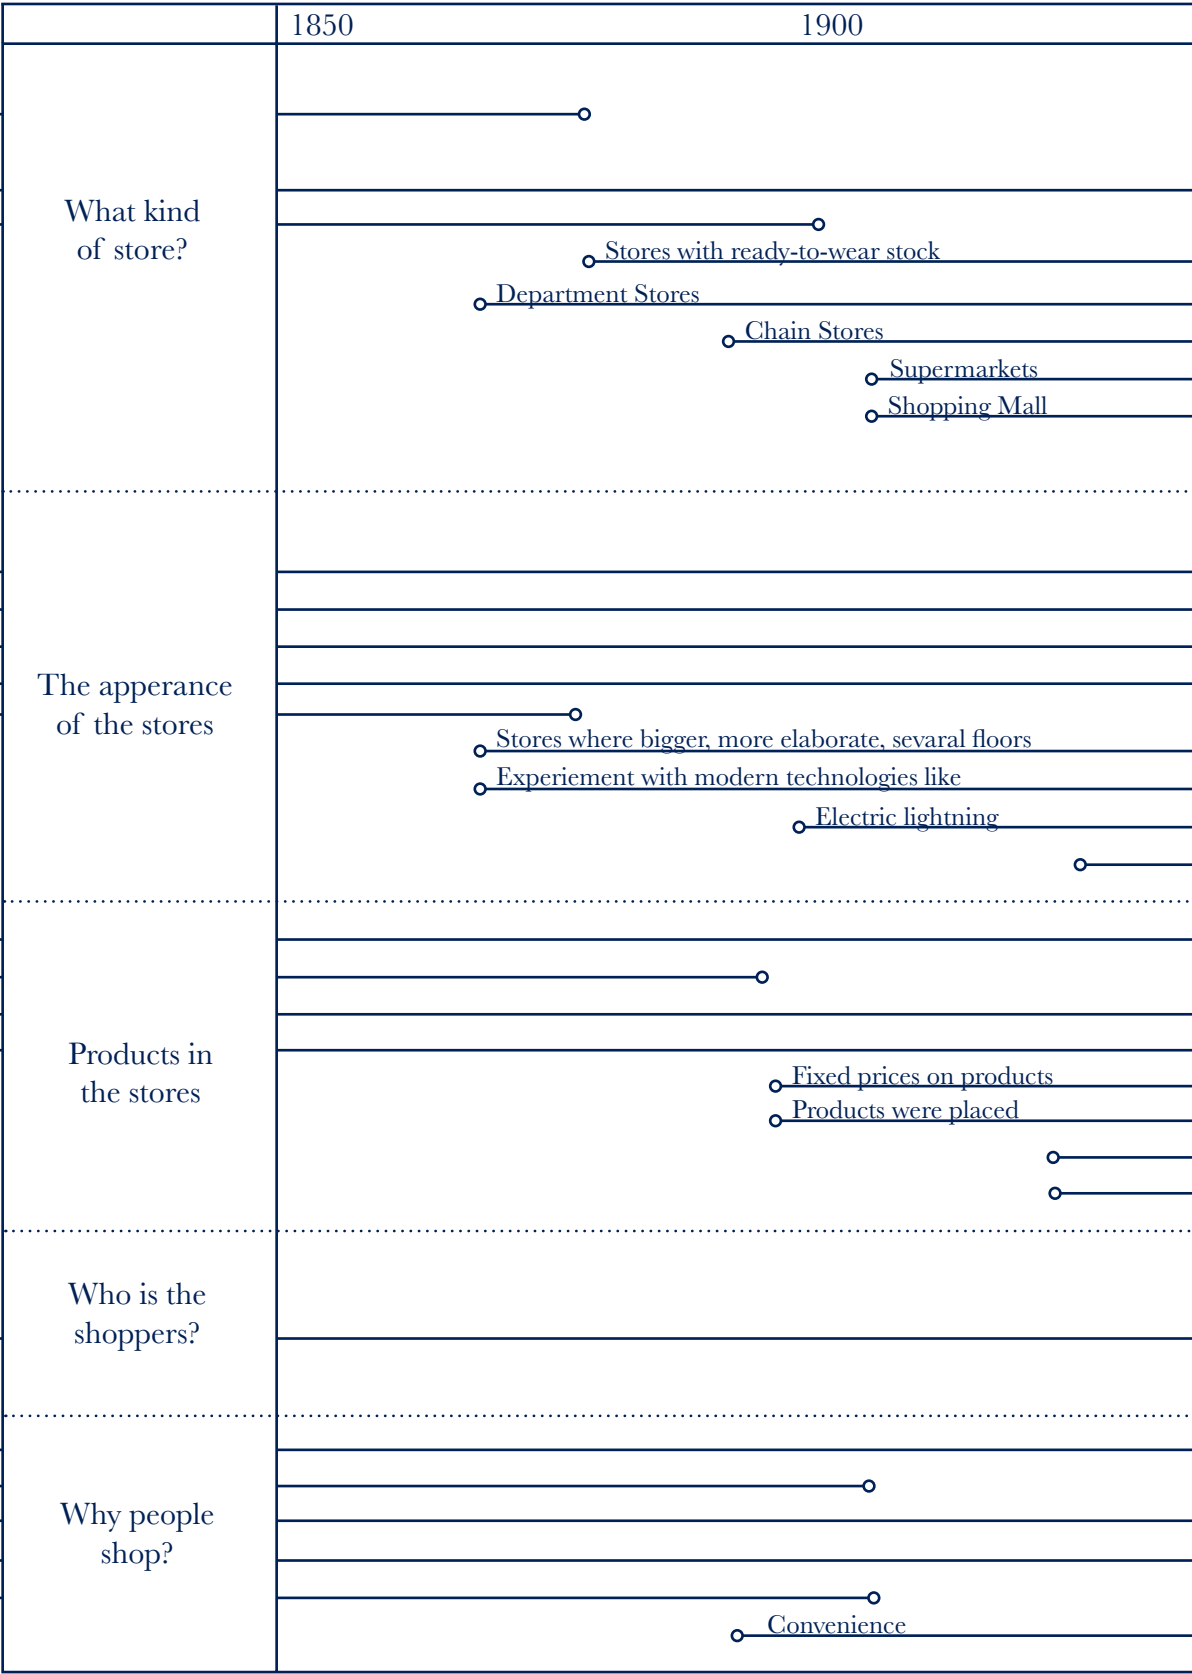 1850
1900
What kind
of store?
Stores with ready-to-wear stock
Department Stores
Chain Stores
Supermarkets
Shopping Mall
The apperance
of the stores
Stores where bigger, more elaborate, sevaral floors
Experiement with modern technologies like
Electric lightning
Products in
the stores
Fixed prices on products
Products were placed
Who is the
shoppers?
Why people
shop?
Convenience